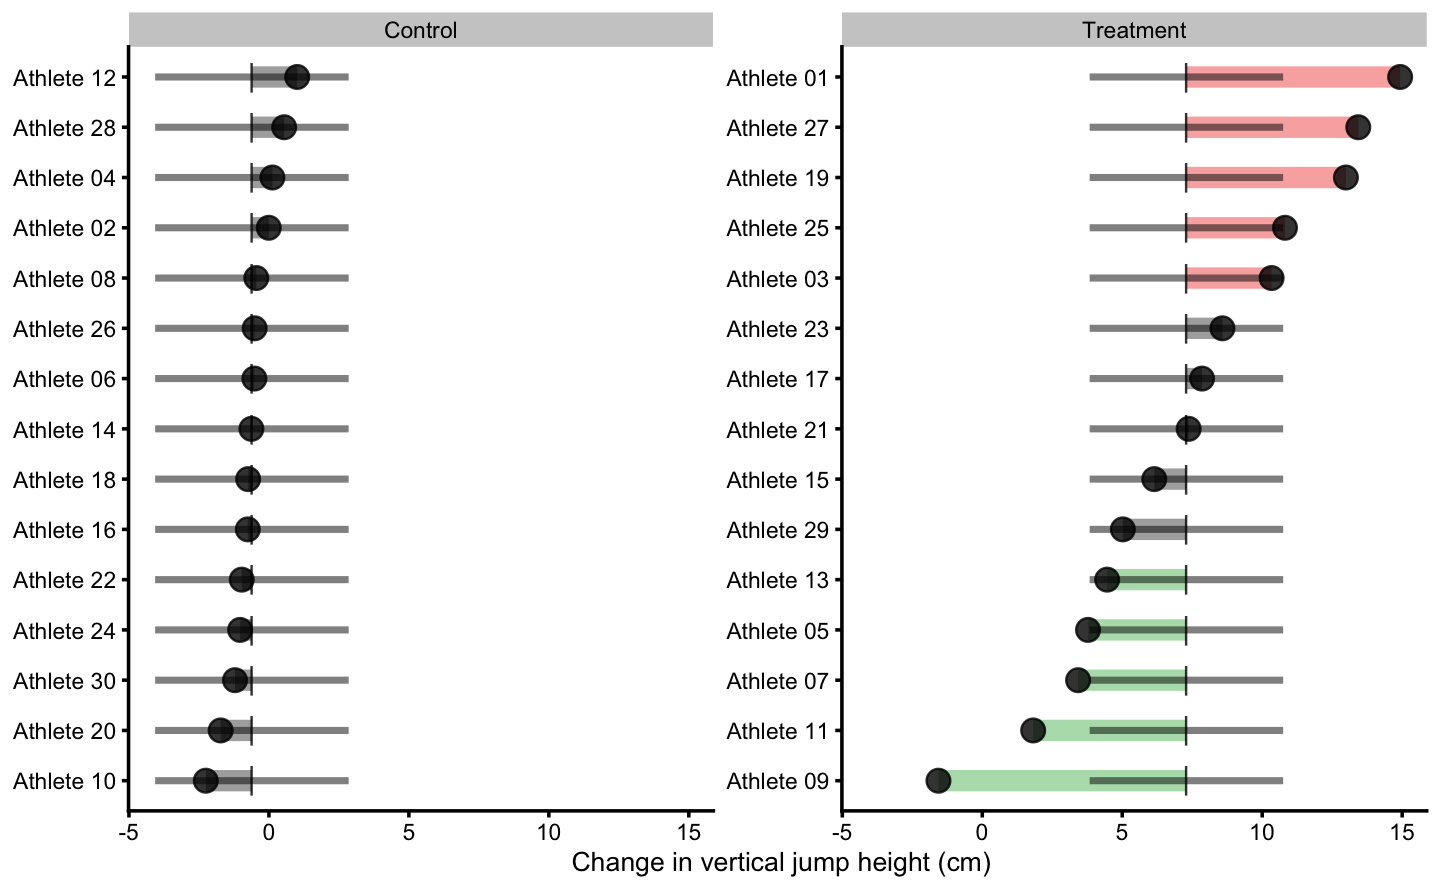 Control
Athlete 12
Athlete 28
Athlete 04
Athlete 02
Athlete 08
Athlete 26
Athlete 06
Athlete 14
Athlete 18
Athlete 16
Athlete 22
Athlete 24
Athlete 30
Athlete 20
Athlete 10
-5 0 5 10 15
Treatment
Athlete 01
Athlete 27
Athlete 19
Athlete 25
Athlete 03
Athlete 23
Athlete 17
Athlete 21
Athlete 15
Athlete 29
Athlete 13
Athlete 05
Athlete 07
Athlete 11
Athlete 09
-5 0 5 10 15
Change in vertical jump height (cm)